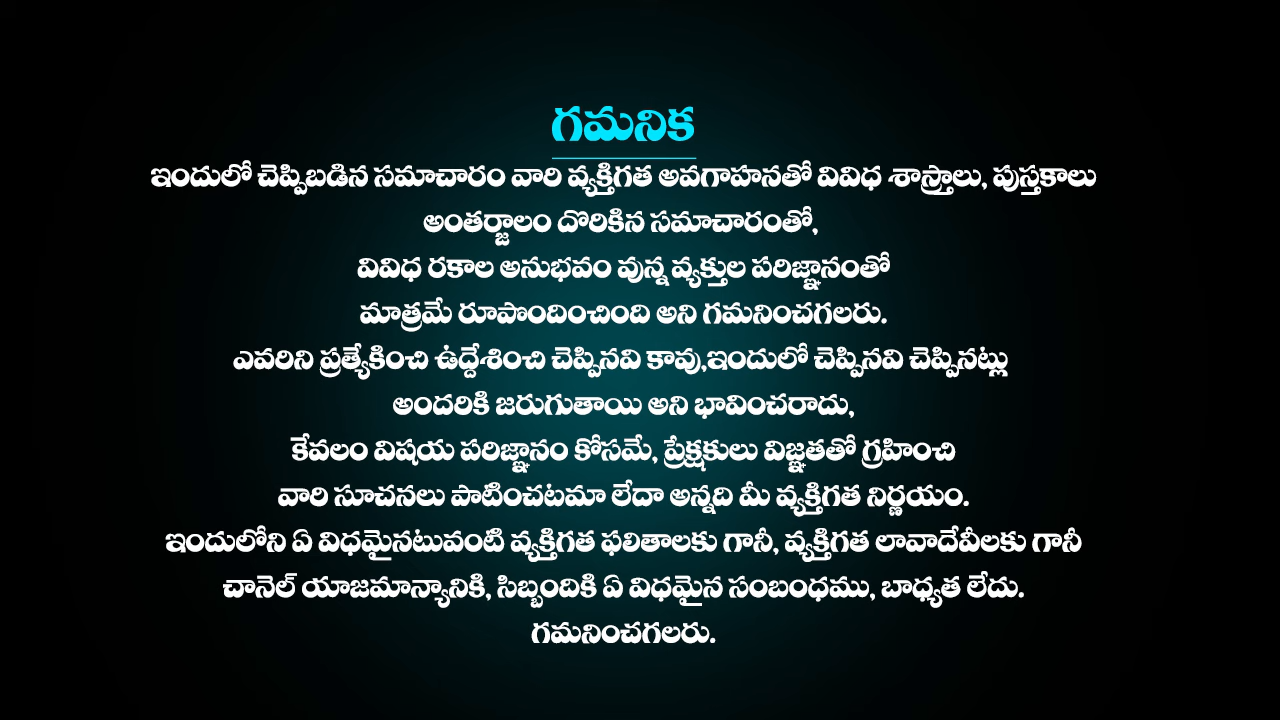 గమనిక
ఇందులో చెప్పిబడిన సమాచారం వారి వ్యక్తిగత అవగాహనతో వివిధ శాస్త్రాలు, పుస్తకాలు
అంతర్జాలం దొరికిన సమాచారంతో,
వివిధ రకాల అనుభవం వున్న వ్యక్తుల పరిజ్ఞానంతో
మాత్రమే రూపొందించింది అని గమనించగలరు.
ఎవరిని ప్రత్యేకించి ఉద్దేశించి చెప్పినవి కావు,ఇందులో చెప్పినవి చెప్పినట్లు
అందరికి జరుగుతాయి అని భావించరాదు,
కేవలం విషయ పరిజ్ఞానం కోసమే, ప్రేక్షకులు విజ్ఞతతో గ్రహించి
వారి సూచనలు పాటించటమా లేదా అన్నది మీ వ్యక్తిగత నిర్ణయం.
ఇందులోని ఏ విధమైనటువంటి వ్యక్తిగత ఫలితాలకు గానీ, వ్యక్తిగత లావాదేవీలకు గానీ
చానెల్ యాజమాన్యానికి, సిబ్బందికి ఏ విధమైన సంబంధము, బాధ్యత లేదు.
గమనించగలరు.